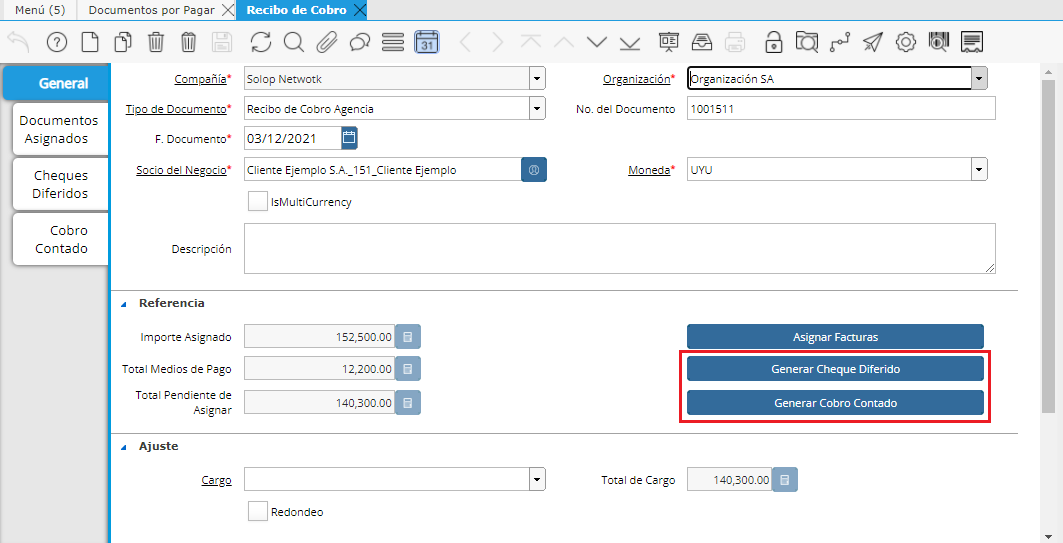 Menú (5) Documentos por Pagar Recibo de Cobro
31
General
Documentos
Asignados
Cheques
Diferidos
Cobro
Contado
Compañía* Solop Netwotk Organización* Organización SA
Tipo de Documento* Recibo de Cobro Agencia No. del Documento 1001511
F. Documento* 03/12/2021
Socio del Negocio* Cliente Ejemplo S.A._151_Cliente Ejemplo Moneda* UYU
IsMultiCurrency
Descripción
Referencia
Importe Asignado 152,500.00 Asignar Facturas
Total Medios de Pago 12,200.00 Generar Cheque Diferido
Total Pendiente de
Asignar 140,300.00 Generar Cobro Contado
Ajuste
Cargo Total de Cargo 140,300.00
Redondeo